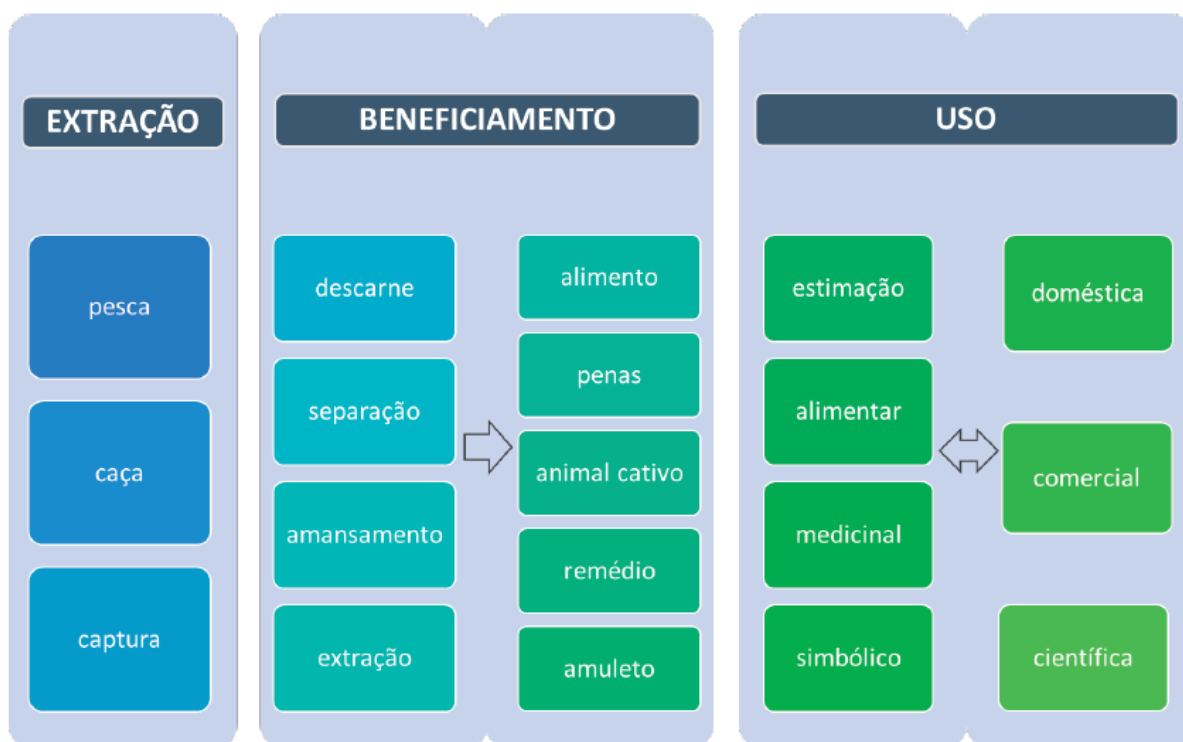 EXTRAÇÃO
pesca
caça
captura
BENEFICIAMENTO
descarne
separação
amansamento
extração
alimento
penas
animal cativo
remédio
amuleto
USO
estimação
alimentar
medicinal
simbólico
doméstica
comercial
científica